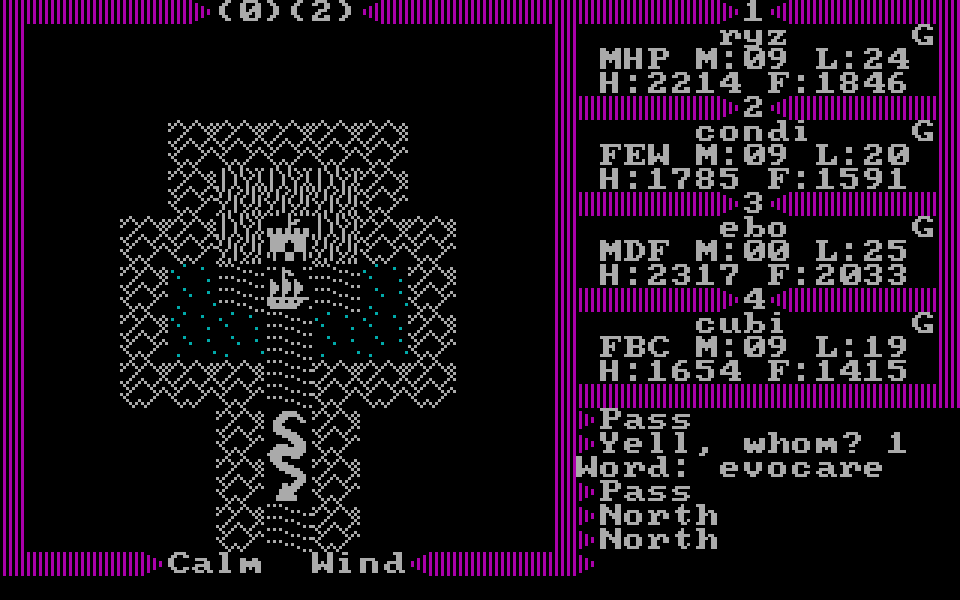 (0)(2)
1
ryz G
MHP M:09 L:24
H:2214 F:1846
2
condi G
FEW M:09 L:20
H:1785 F:1591
3
ebo G
MDF M:00 L:25
H:2317 F:2033
4
cubi G
FBC M:09 L:19
H:1654 F:1415
Pass
Yell, whom? 1
Word: evocare
Pass
North
North
Calm Wind